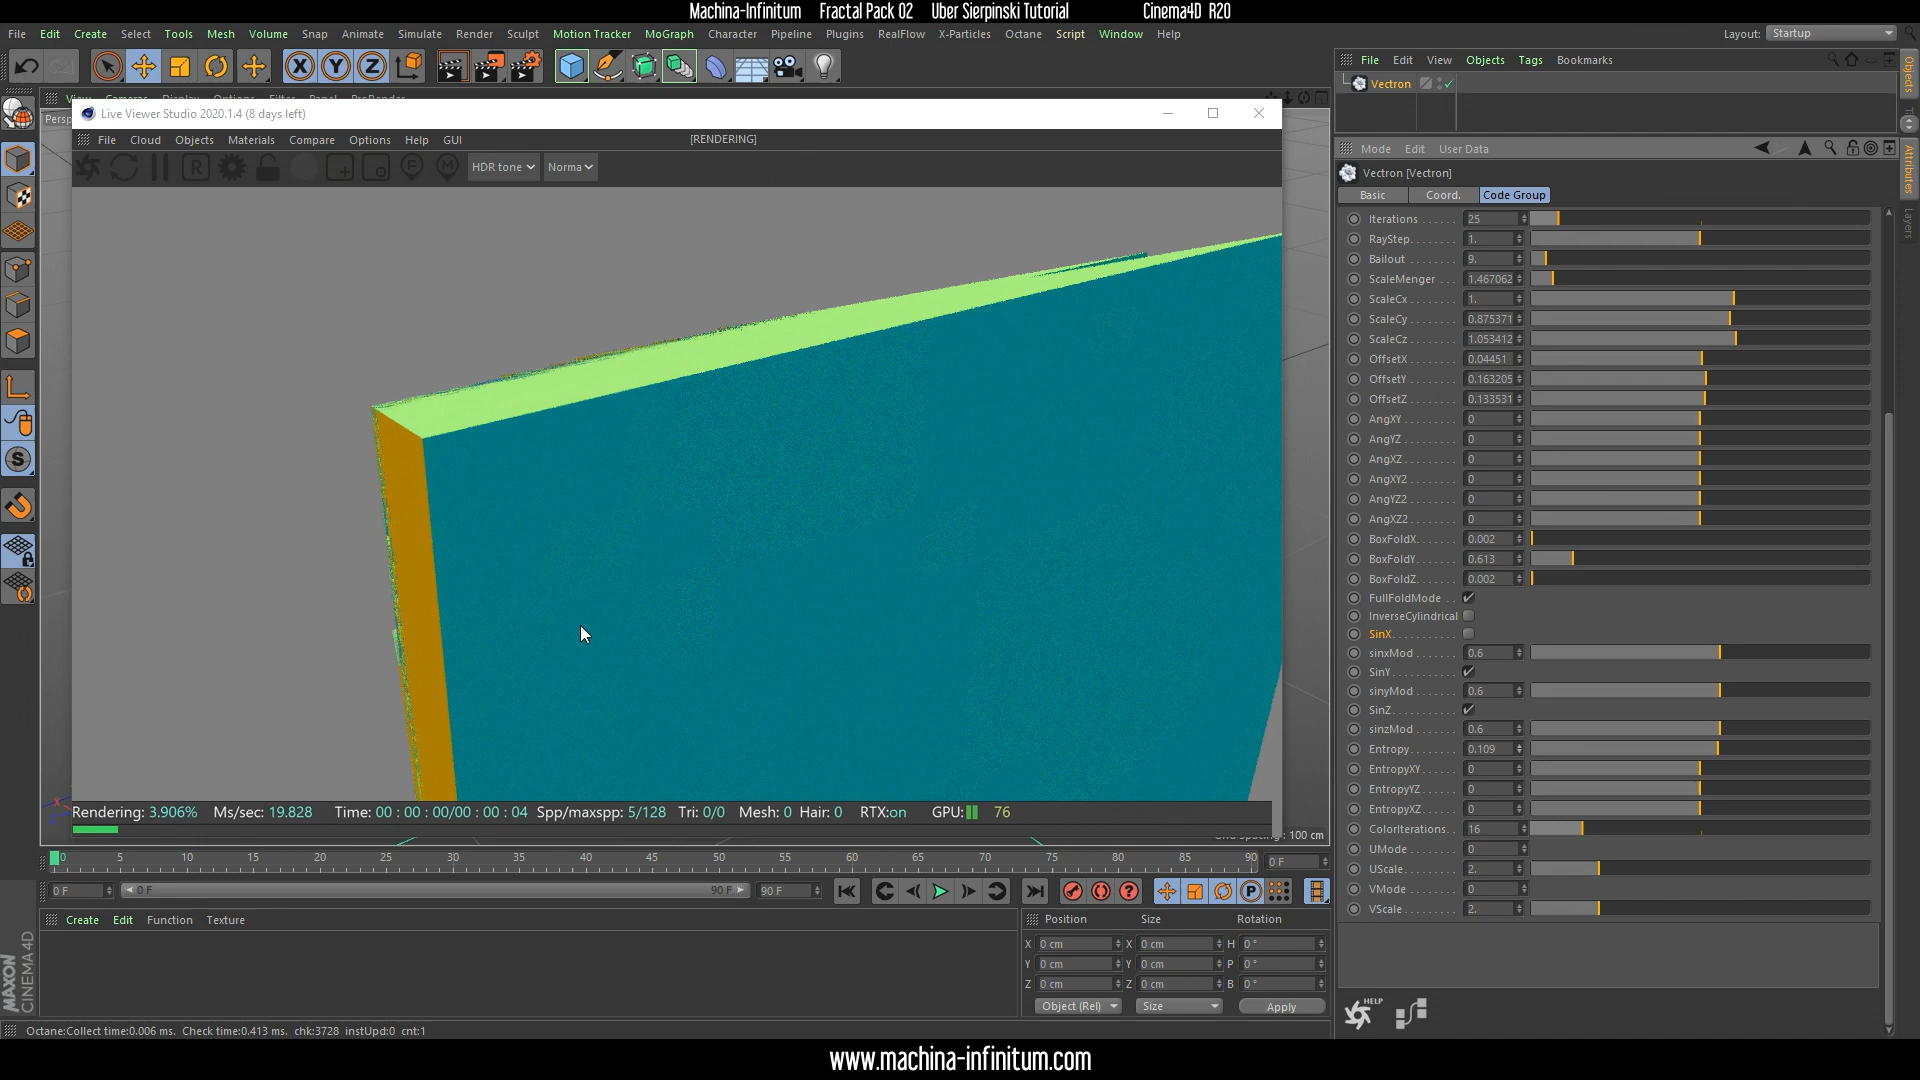 Machina-Infinitum Fractal Pack 02 Uber Sierpinski Tutorial Cinema4D R20
File Edit Create Select Tools Mesh Volume Snap Animate Simulate Render Sculpt Motion Tracker MoGraph Character Pipeline Plugins RealFlow X-Particles Octane Script Window Help Layout: Startup
File Edit View Objects Tags Bookmarks
Vectron
Objects
Live Viewer Studio 2020.1.4 (8 days left)
Persp
File Cloud Objects Materials Compare Options Help GUI [RENDERING]
HDR tone Norma
Mode Edit User Data
Attributes
Layers
Vectron [Vectron]
Basic Coord. Code Group
Iterations 25
RayStep 1.
Bailout 9.
ScaleMenger 1.467062
ScaleCx 1.
ScaleCy 0.875371
ScaleCz 1.053412
OffsetX 0.04451
OffsetY 0.163205
OffsetZ 0.133531
AngXY 0
AngYZ 0
AngXZ 0
AngXY2 0
AngYZ2 0
AngXZ2 0
BoxFoldX 0.002
BoxFoldY 0.613
BoxFoldZ 0.002
FullFoldMode
InverseCylindrical
SinX
sinxMod 0.6
SinY
sinyMod 0.6
SinZ
sinzMod 0.6
Entropy 0.109
EntropyXY 0
EntropyYZ 0
EntropyXZ 0
ColorIterations 16
UMode 0
UScale 2.
VMode 0
VScale 2.
HELP
Rendering: 3.906% Ms/sec: 19.828 Time: 00 : 00 : 00/00 : 00 : 04 Spp/maxspp: 5/128 Tri: 0/0 Mesh: 0 Hair: 0 RTX:on GPU: 76
: 100 cm
0 5 10 15 20 25 30 35 40 45 50 55 60 65 70 75 80 85 90 0 F
0 F 0 F 90 F 90 F
Create Edit Function Texture
Position Size Rotation
X 0 cm X 0 cm H 0 °
Y 0 cm Y 0 cm P 0 °
Z 0 cm Z 0 cm B 0 °
Object (Rel) Size Apply
MAXON
CINEMA 4D
Octane:Collect time:0.006 ms. Check time:0.413 ms. chk:3728 instUpd:0 cnt:1
www.machina-infinitum.com